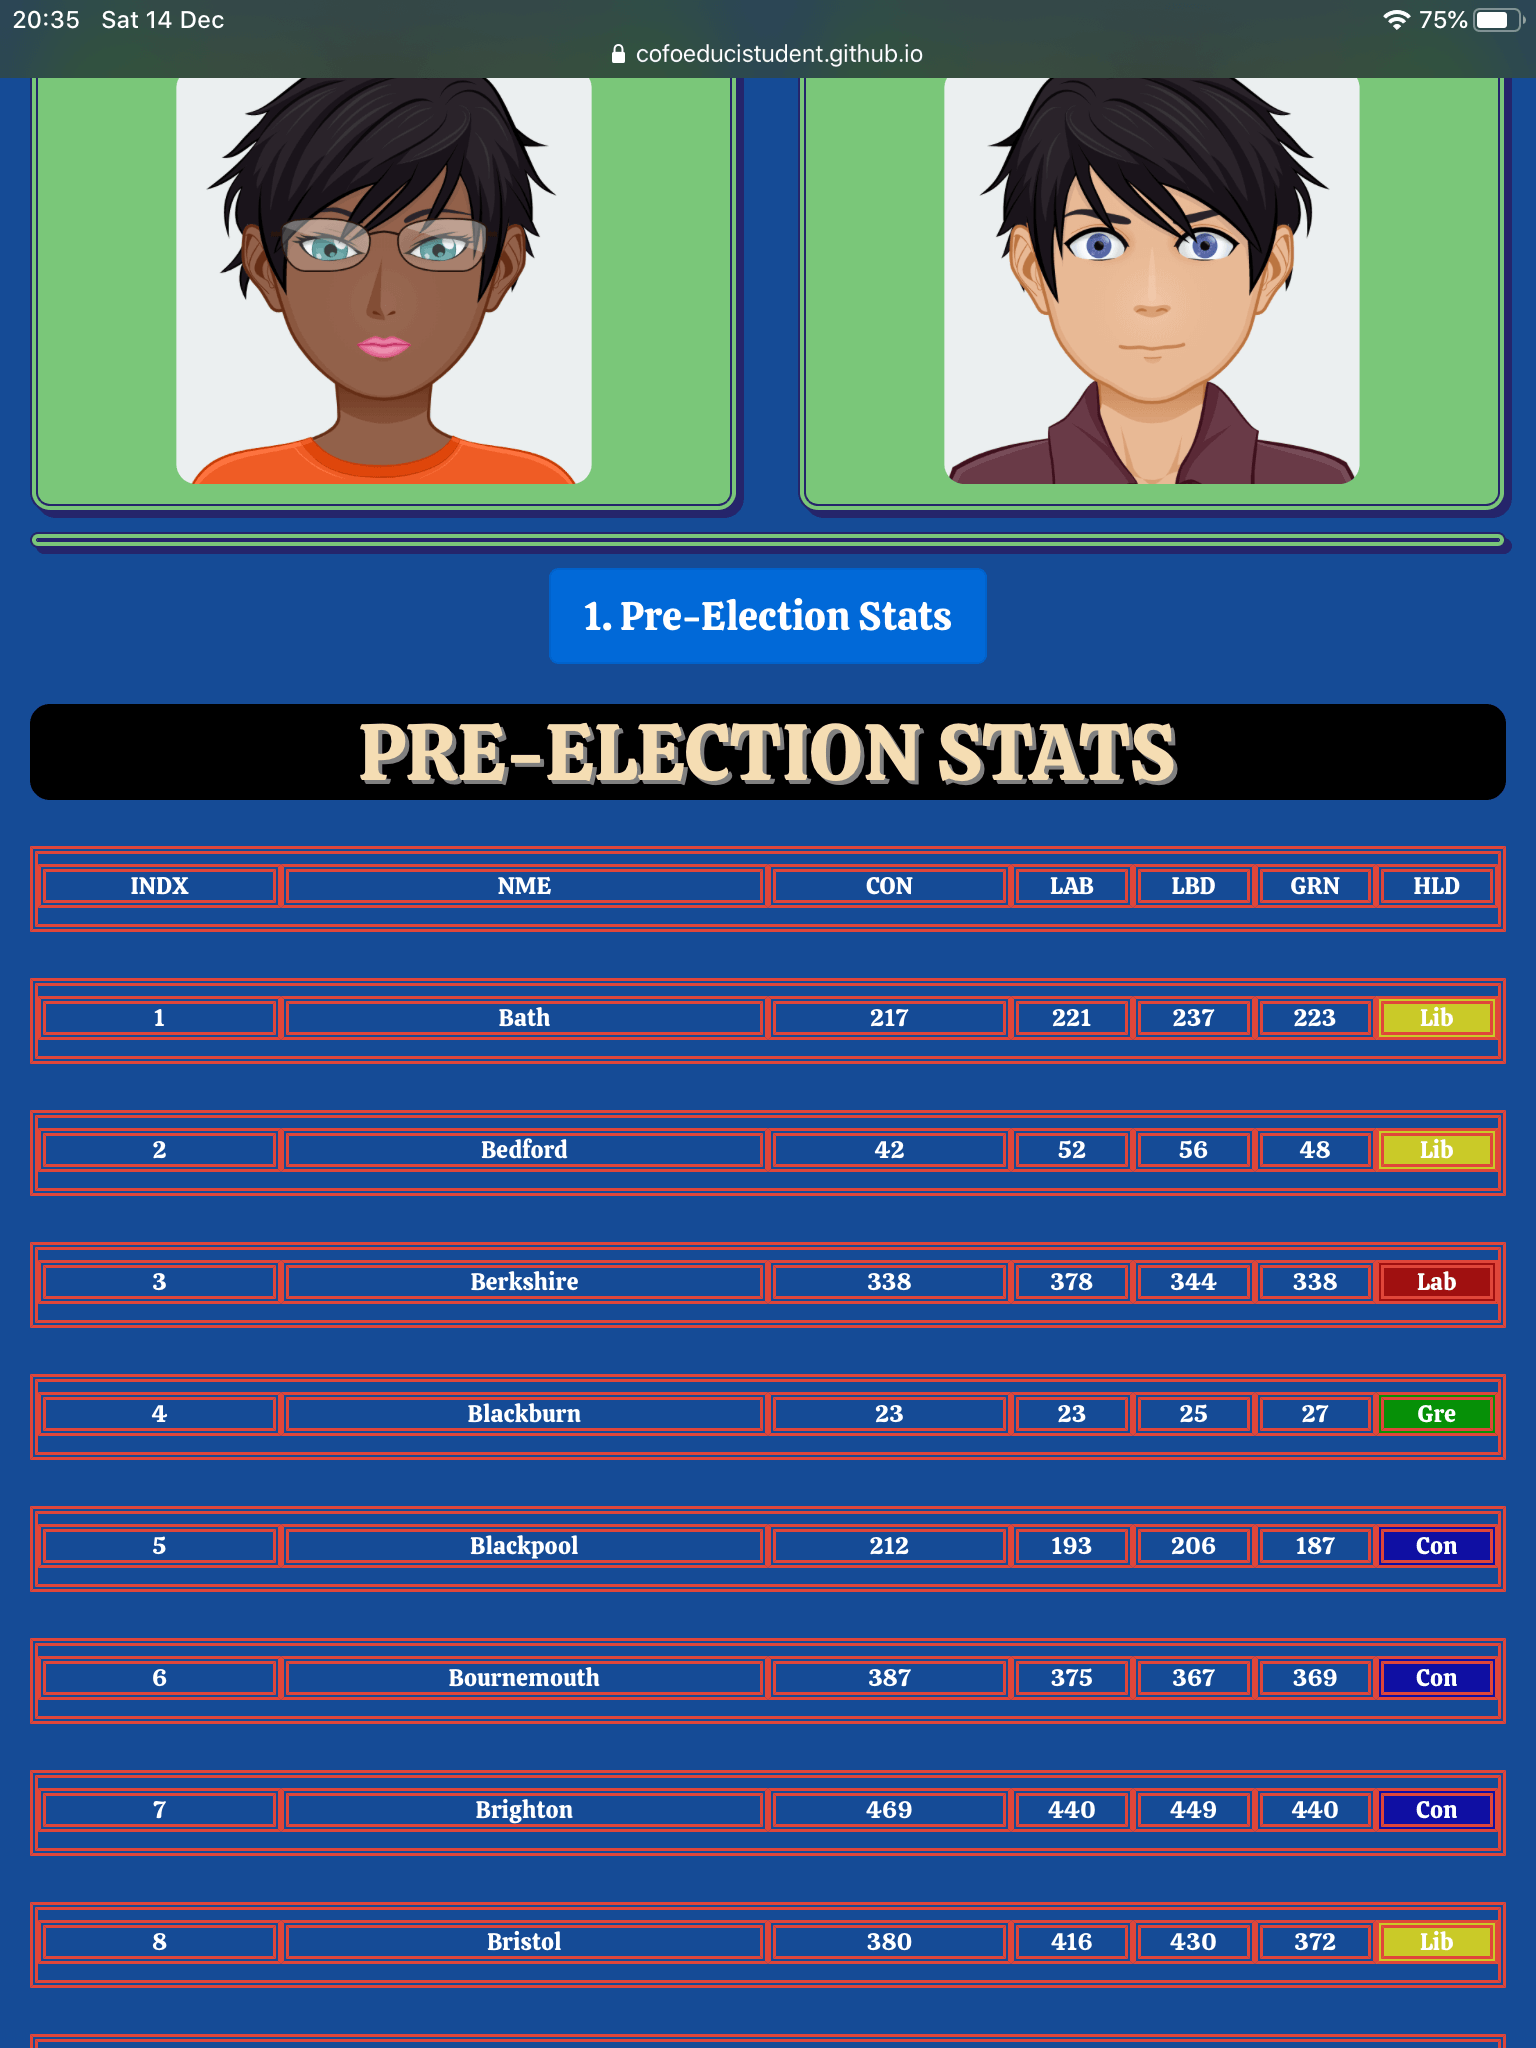 20:35 Sat 14 Dec 75%
cofoeducistudent.github.io
1. Pre-Election Stats
PRE-ELECTION STATS
INDX NME CON LAB LBD GRN HLD
1 Bath 217 221 237 223 Lib
2 Bedford 42 52 56 48 Lib
3 Berkshire 338 378 344 338 Lab
4 Blackburn 23 23 25 27 Gre
5 Blackpool 212 193 206 187 Con
6 Bournemouth 387 375 367 369 Con
7 Brighton 469 440 449 440 Con
8 Bristol 380 416 430 372 Lib